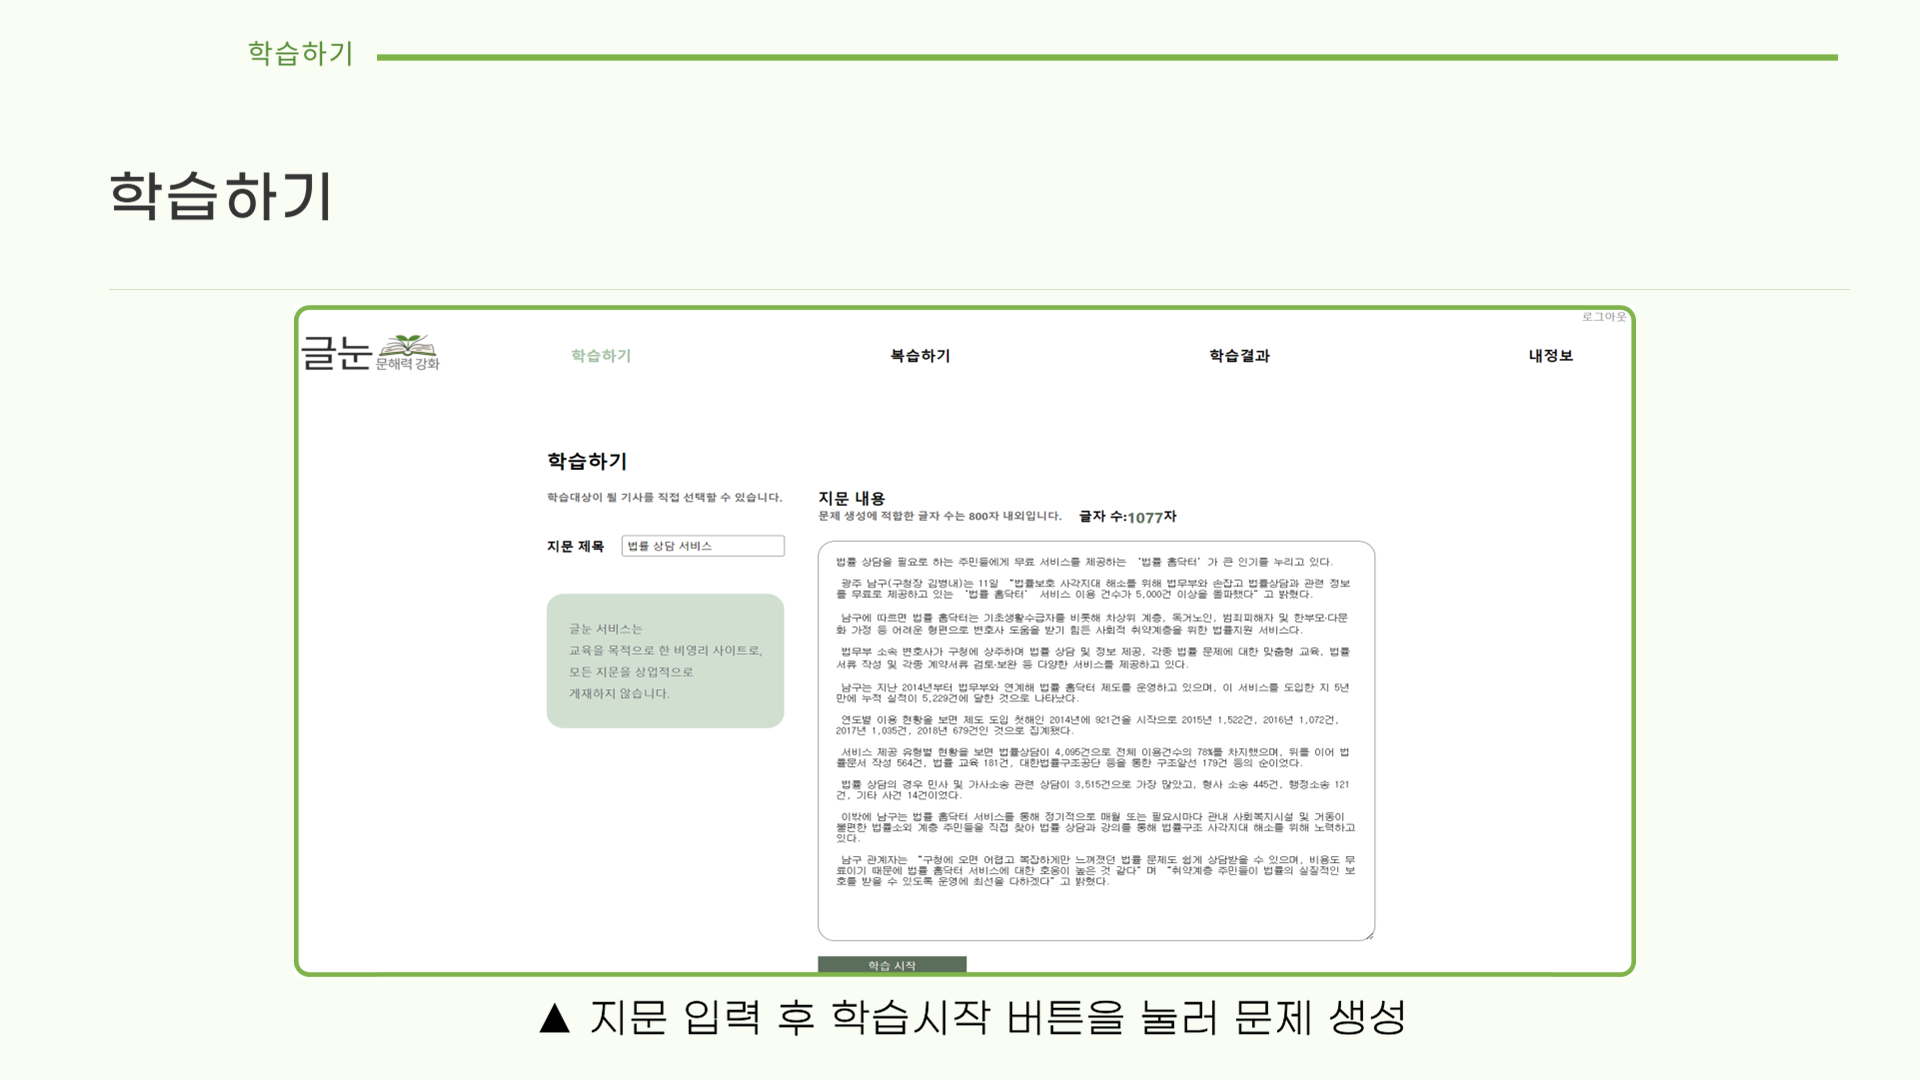 학습하기
학습하기
로그아웃
글눈 문해력 강화
학습하기 복습하기 학습결과 내정보
학습하기
학습대상이 될 기사를 직접 선택할 수 있습니다.
지문 제목 법률 상담 서비스
글눈 서비스는
교육을 목적으로 한 비영리 사이트로,
모든 지문을 상업적으로
게재하지 않습니다.
지문 내용
문제 생성에 적합한 글자 수는 800자 내외입니다. 글자 수:1077자
법률 상담을 필요로 하는 주민들에게 무료 서비스를 제공하는 '법률 홈닥터'가 큰 인기를 누리고 있다.
광주 남구(구청장 김병내)는 11일 "법률보호 사각지대 해소를 위해 법무부와 손잡고 법률상담과 관련 정보
를 무료로 제공하고 있는 '법률 홈닥터' 서비스 이용 건수가 5,000건 이상을 돌파했다"고 밝혔다.
남구에 따르면 법률 홈닥터는 기초생활수급자를 비롯해 차상위 계층, 독거노인, 범죄피해자 및 한부모·다문
화 가정 등 어려운 형편으로 변호사 도움을 받기 힘든 사회적 취약계층을 위한 법률지원 서비스다.
법무부 소속 변호사가 구청에 상주하며 법률 상담 및 정보 제공, 각종 법률 문제에 대한 맞춤형 교육, 법률
서류 작성 및 각종 계약서류 검토·보완 등 다양한 서비스를 제공하고 있다.
남구는 지난 2014년부터 법무부와 연계해 법률 홈닥터 제도를 운영하고 있으며, 이 서비스를 도입한 지 5년
만에 누적 실적이 5,229건에 달한 것으로 나타났다.
연도별 이용 현황을 보면 제도 도입 첫해인 2014년에 921건을 시작으로 2015년 1,522건, 2016년 1,072건,
2017년 1,035건, 2018년 679건인 것으로 집계됐다.
서비스 제공 유형별 현황을 보면 법률상담이 4,095건으로 전체 이용건수의 78%를 차지했으며, 뒤를 이어 법
률문서 작성 564건, 법률 교육 181건, 대한법률구조공단 등을 통한 구조알선 179건 등의 순이었다.
법률 상담의 경우 민사 및 가사소송 관련 상담이 3,515건으로 가장 많았고, 형사 소송 445건, 행정소송 121
건, 기타 사건 14건이었다.
이밖에 남구는 법률 홈닥터 서비스를 통해 정기적으로 매월 또는 필요시마다 관내 사회복지시설 및 거동이
불편한 법률소외 계층 주민들을 직접 찾아 법률 상담과 강의를 통해 법률구조 사각지대 해소를 위해 노력하고
있다.
남구 관계자는 "구청에 오면 어렵고 복잡하게만 느껴졌던 법률 문제도 쉽게 상담받을 수 있으며, 비용도 무
료이기 때문에 법률 홈닥터 서비스에 대한 호응이 높은 것 같다"며 "취약계층 주민들이 법률의 실질적인 보
호를 받을 수 있도록 운영에 최선을 다하겠다"고 밝혔다.
학습 시작
▲ 지문 입력 후 학습시작 버튼을 눌러 문제 생성